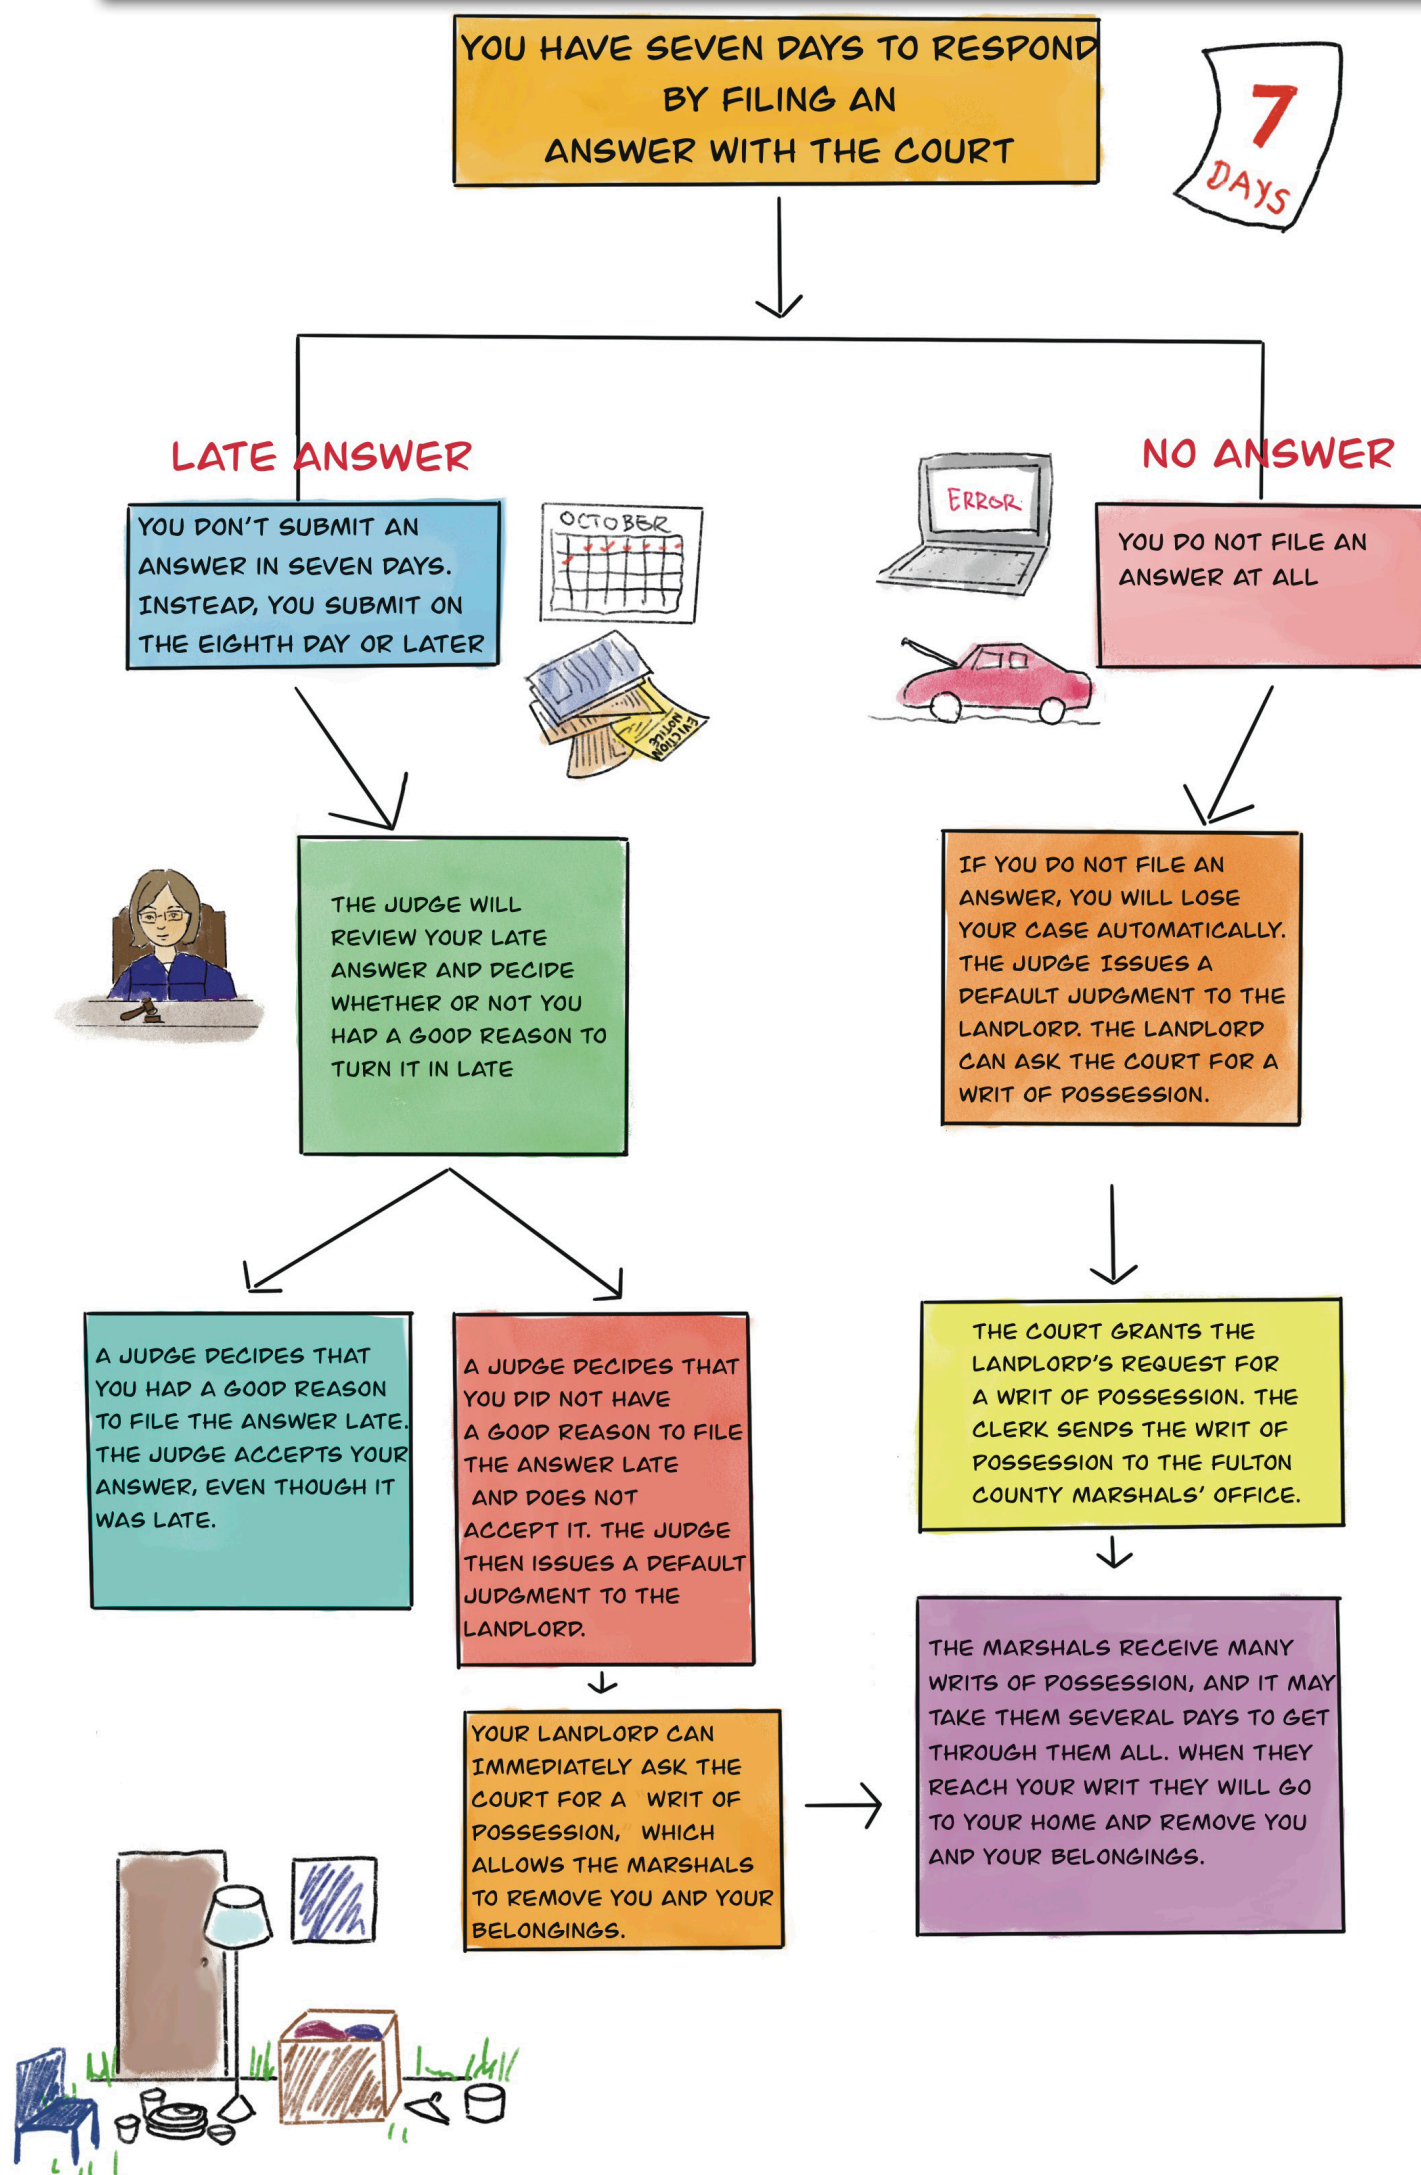 YOU HAVE SEVEN DAYS TO RESPOND
BY FILING AN
ANSWER WITH THE COURT
7
DAYS
LATE ANSWER
YOU DON'T SUBMIT AN
ANSWER IN SEVEN DAYS.
INSTEAD, YOU SUBMIT ON
THE EIGHTH DAY OR LATER
OCTOBER
EVICTION
NOTICE
ERROR
NO ANSWER
YOU DO NOT FILE AN
ANSWER AT ALL
THE JUDGE WILL
REVIEW YOUR LATE
ANSWER AND DECIDE
WHETHER OR NOT YOU
HAD A GOOD REASON TO
TURN IT IN LATE
IF YOU DO NOT FILE AN
ANSWER, YOU WILL LOSE
YOUR CASE AUTOMATICALLY.
THE JUDGE ISSUES A
DEFAULT JUDGMENT TO THE
LANDLORD. THE LANDLORD
CAN ASK THE COURT FOR A
WRIT OF POSSESSION.
A JUDGE DECIDES THAT
YOU HAD A GOOD REASON
TO FILE THE ANSWER LATE.
THE JUDGE ACCEPTS YOUR
ANSWER, EVEN THOUGH IT
WAS LATE.
A JUDGE DECIDES THAT
YOU DID NOT HAVE
A GOOD REASON TO FILE
THE ANSWER LATE
AND DOES NOT
ACCEPT IT. THE JUDGE
THEN ISSUES A DEFAULT
JUDGMENT TO THE
LANDLORD.
THE COURT GRANTS THE
LANDLORD'S REQUEST FOR
A WRIT OF POSSESSION. THE
CLERK SENDS THE WRIT OF
POSSESSION TO THE FULTON
COUNTY MARSHALS' OFFICE.
YOUR LANDLORD CAN
IMMEDIATELY ASK THE
COURT FOR A WRIT OF
POSSESSION, WHICH
ALLOWS THE MARSHALS
TO REMOVE YOU AND YOUR
BELONGINGS.
THE MARSHALS RECEIVE MANY
WRITS OF POSSESSION, AND IT MAY
TAKE THEM SEVERAL DAYS TO GET
THROUGH THEM ALL. WHEN THEY
REACH YOUR WRIT THEY WILL GO
TO YOUR HOME AND REMOVE YOU
AND YOUR BELONGINGS.